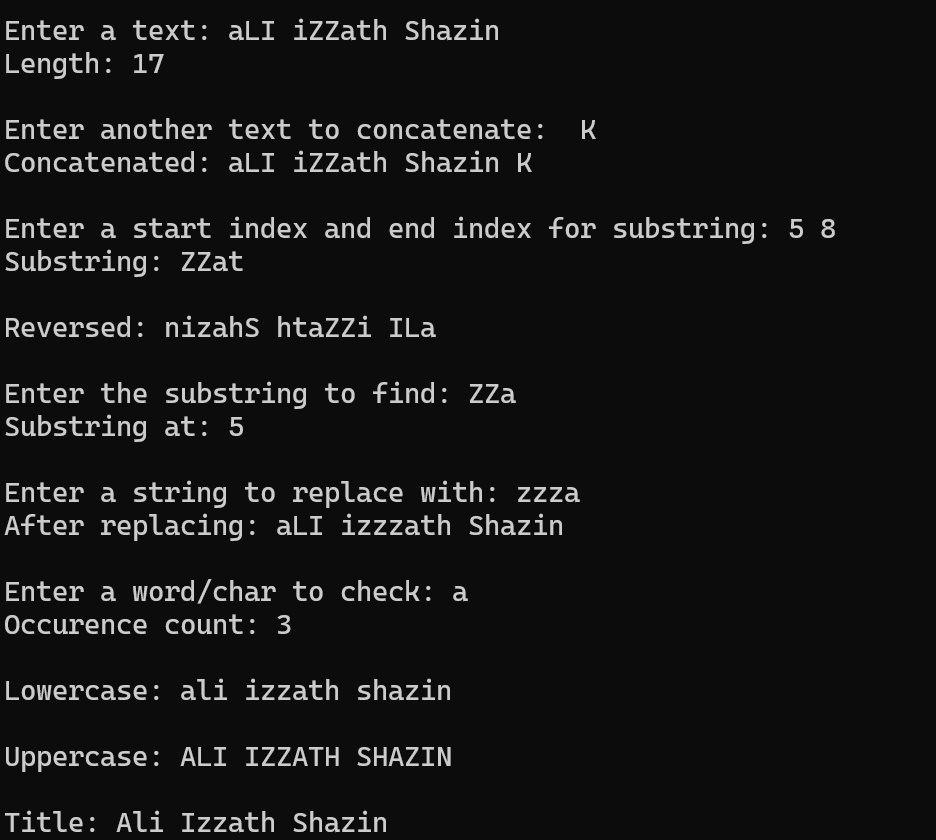 Enter a text: aLI iZZath Shazin
Length: 17
Enter another text to concatenate:  K
Concatenated: aLI iZZath Shazin K
Enter a start index and end index for substring: 5 8
Substring: ZZat
Reversed: nizahS htaZZi ILa
Enter the substring to find: ZZa
Substring at: 5
Enter a string to replace with: zzza
After replacing: aLI izzzath Shazin
Enter a word/char to check: a
Occurence count: 3
Lowercase: ali izzath shazin
Uppercase: ALI IZZATH SHAZIN
Title: Ali Izzath Shazin